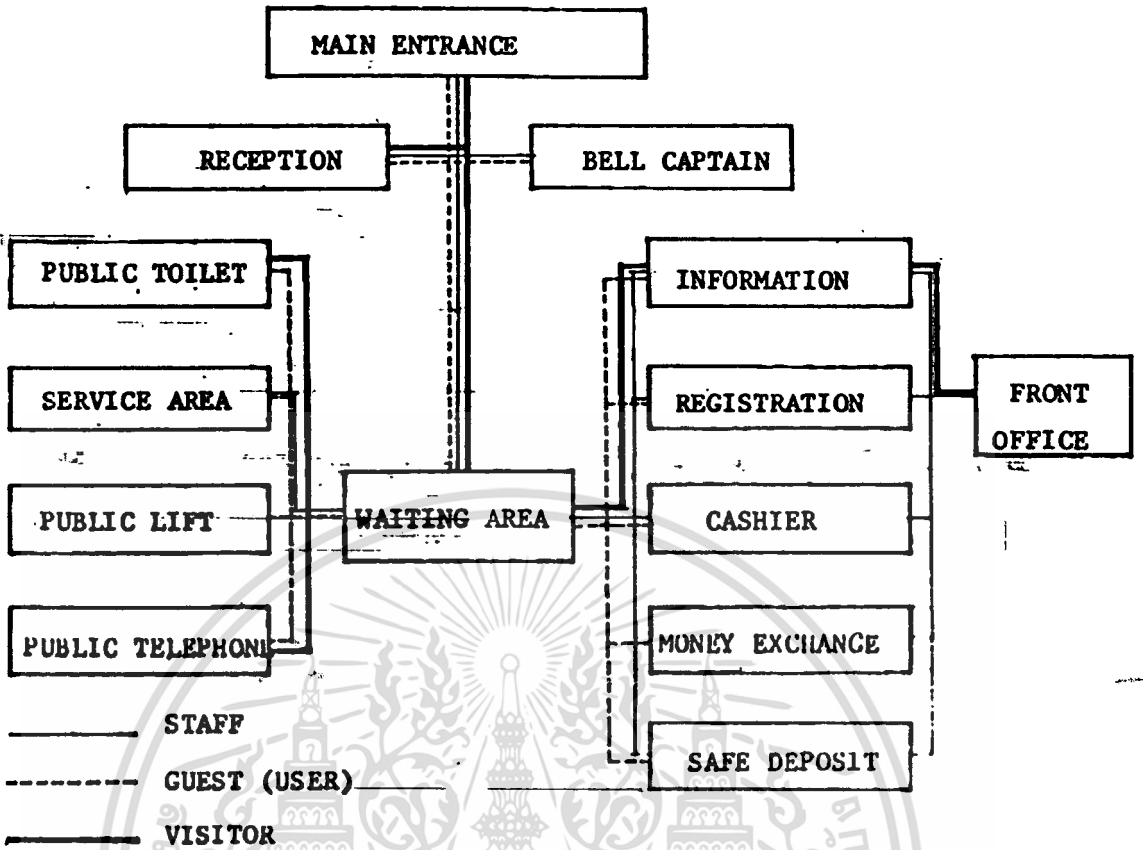 MAIN ENTRANCE
RECEPTION
BELL CAPTAIN
PUBLIC TOILET
INFORMATION
SERVICE AREA
REGISTRATION
FRONT
OFFICE
PUBLIC LIFT
WAITING AREA
CASHIER
PUBLIC TELEPHONE
MONEY EXCHANGE
SAFE DEPOSIT
STAFF
GUEST (USER)
VISITOR